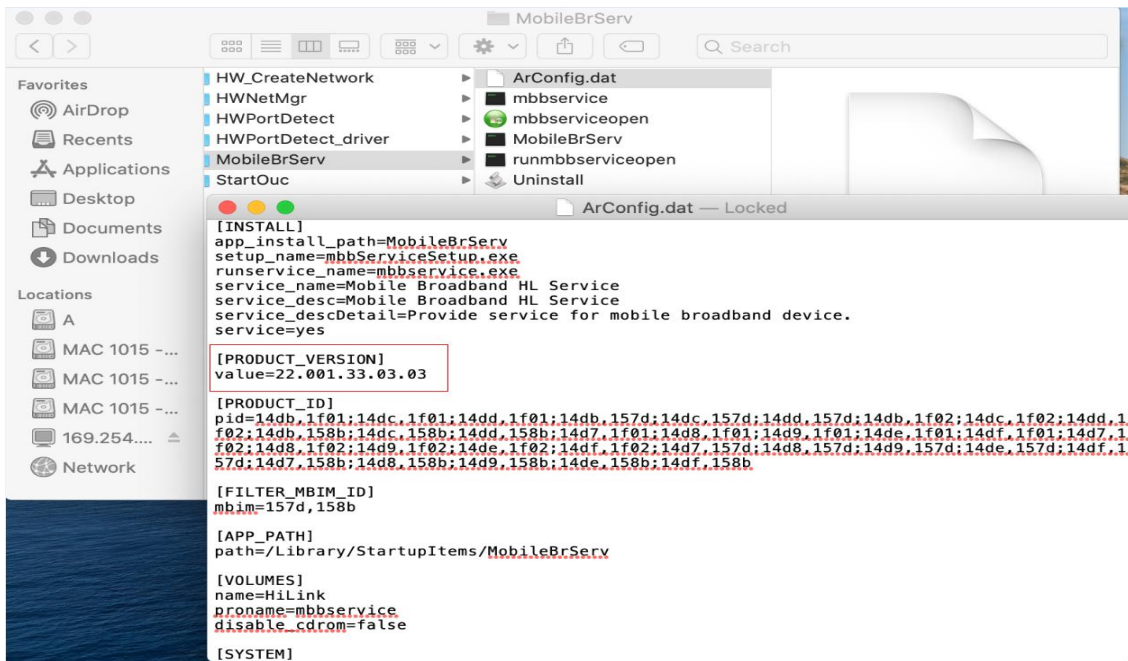 MobileBrServ
Search
Favorites
AirDrop
Recents
Applications
Desktop
Documents
Downloads
Locations
A
MAC 1015 -...
MAC 1015 -...
MAC 1015 -...
169.254....
Network
HW_CreateNetwork
HWNetMgr
HWPortDetect
HWPortDetect_driver
MobileBrServ
StartOuc
ArConfig.dat
mbbservice
mbbserviceopen
MobileBrServ
runmbbserviceopen
Uninstall
ArConfig.dat — Locked
[INSTALL]
app_install_path=MobileBrServ
setup_name=mbbServiceSetup.exe
runservice_name=mbbservice.exe
service_name=Mobile Broadband HL Service
service_desc=Mobile Broadband HL Service
service_descDetail=Provide service for mobile broadband device.
service=yes
[PRODUCT_VERSION]
value=22.001.33.03.03
[PRODUCT_ID]
pid=14db,1f01;14dc,1f01;14dd,1f01;14db,157d;14dc,157d;14dd,157d;14db,1f02;14dc,1f02;14dd,1
f02;14db,158b;14dc,158b;14dd,158b;14d7,1f01;14d8,1f01;14d9,1f01;14de,1f01;14df,1f01;14d7,1
f02;14d8,1f02;14d9,1f02;14de,1f02;14df,1f02;14d7,157d;14d8,157d;14d9,157d;14de,157d;14df,1
57d;14d7,158b;14d8,158b;14d9,158b;14de,158b;14df,158b
[FILTER_MBIM_ID]
mbim=157d,158b
[APP_PATH]
path=/Library/StartupItems/MobileBrServ
[VOLUMES]
name=HiLink
proname=mbbservice
disable_cdrom=false
[SYSTEM]